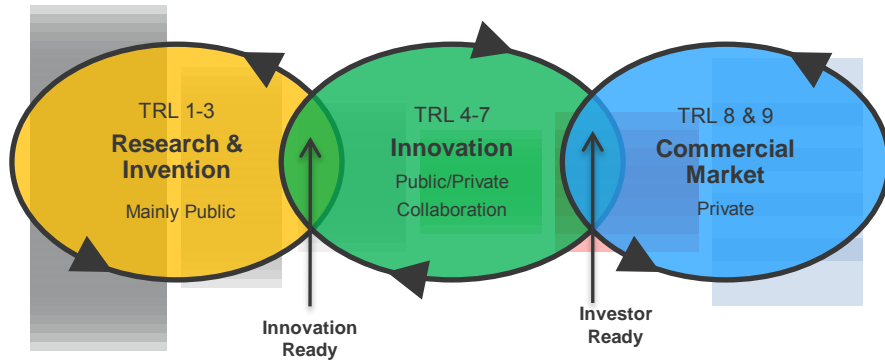 TRL 1-3
Research &
Invention
Mainly Public
TRL 4-7
Innovation
Public/Private
Collaboration
TRL 8 & 9
Commercial
Market
Private
Innovation
Ready
Investor
Ready